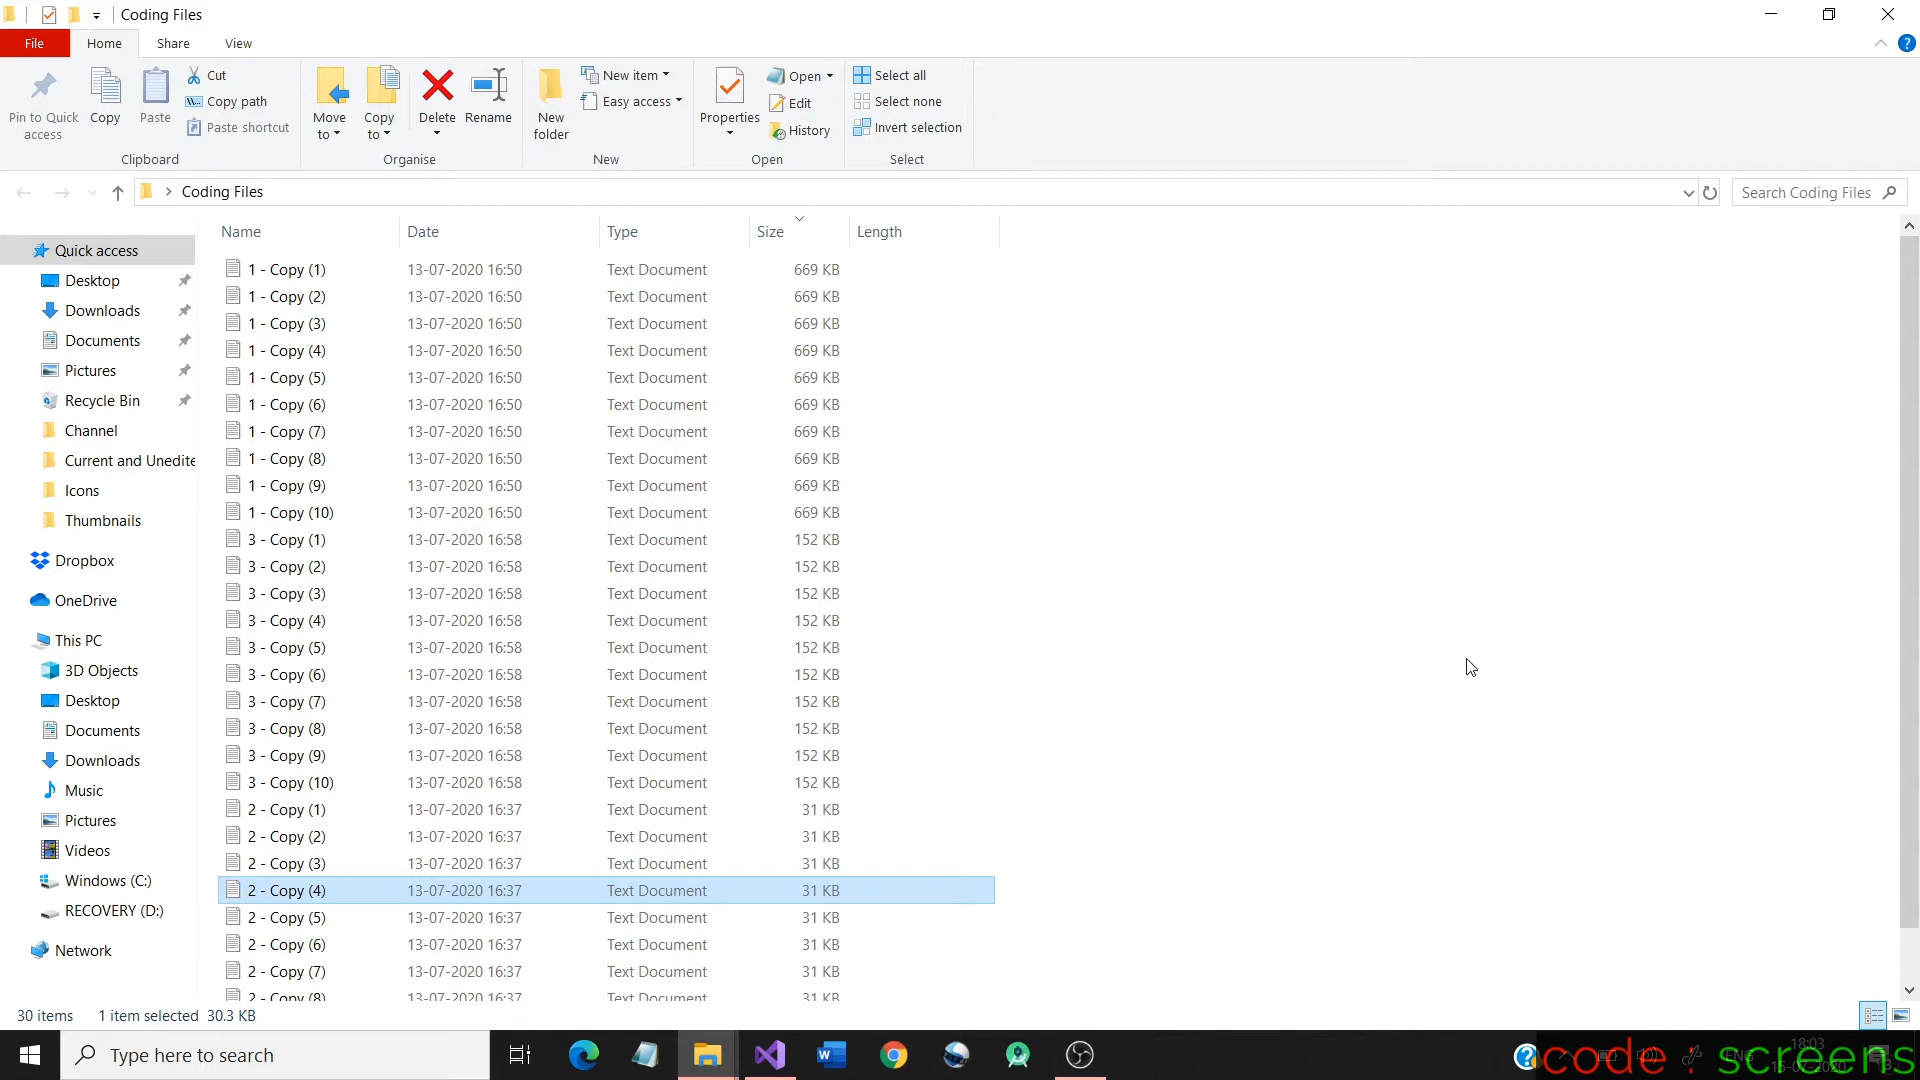 Coding Files
File Home Share View
Pin to Quick access
Copy
Paste
Cut
Copy path
Paste shortcut
Clipboard
Move to
Copy to
Delete
Rename
Organise
New folder
New item
Easy access
New
Properties
Open
Edit
History
Open
Select all
Select none
Invert selection
Select
Coding Files
Search Coding Files
Quick access
Desktop
Downloads
Documents
Pictures
Recycle Bin
Channel
Current and Unedite
Icons
Thumbnails
Dropbox
OneDrive
This PC
3D Objects
Desktop
Documents
Downloads
Music
Pictures
Videos
Windows (C:)
RECOVERY (D:)
Network
Name Date Type Size Length
1 - Copy (1) 13-07-2020 16:50 Text Document 669 KB
1 - Copy (2) 13-07-2020 16:50 Text Document 669 KB
1 - Copy (3) 13-07-2020 16:50 Text Document 669 KB
1 - Copy (4) 13-07-2020 16:50 Text Document 669 KB
1 - Copy (5) 13-07-2020 16:50 Text Document 669 KB
1 - Copy (6) 13-07-2020 16:50 Text Document 669 KB
1 - Copy (7) 13-07-2020 16:50 Text Document 669 KB
1 - Copy (8) 13-07-2020 16:50 Text Document 669 KB
1 - Copy (9) 13-07-2020 16:50 Text Document 669 KB
1 - Copy (10) 13-07-2020 16:50 Text Document 669 KB
3 - Copy (1) 13-07-2020 16:58 Text Document 152 KB
3 - Copy (2) 13-07-2020 16:58 Text Document 152 KB
3 - Copy (3) 13-07-2020 16:58 Text Document 152 KB
3 - Copy (4) 13-07-2020 16:58 Text Document 152 KB
3 - Copy (5) 13-07-2020 16:58 Text Document 152 KB
3 - Copy (6) 13-07-2020 16:58 Text Document 152 KB
3 - Copy (7) 13-07-2020 16:58 Text Document 152 KB
3 - Copy (8) 13-07-2020 16:58 Text Document 152 KB
3 - Copy (9) 13-07-2020 16:58 Text Document 152 KB
3 - Copy (10) 13-07-2020 16:58 Text Document 152 KB
2 - Copy (1) 13-07-2020 16:37 Text Document 31 KB
2 - Copy (2) 13-07-2020 16:37 Text Document 31 KB
2 - Copy (3) 13-07-2020 16:37 Text Document 31 KB
2 - Copy (4) 13-07-2020 16:37 Text Document 31 KB
2 - Copy (5) 13-07-2020 16:37 Text Document 31 KB
2 - Copy (6) 13-07-2020 16:37 Text Document 31 KB
2 - Copy (7) 13-07-2020 16:37 Text Document 31 KB
2 - Copy (8) 13-07-2020 16:37 Text Document 31 KB
30 items 1 item selected 30.3 KB
Type here to search
ENG
18:03
15-07-2020
code : screens